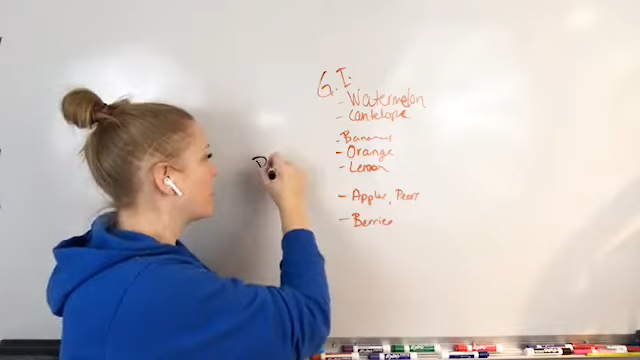 G.I.
- Watermelon
- Cantelope
- Bananas
- Orange
- Lemon
- Apples, Pears
- Berries
D